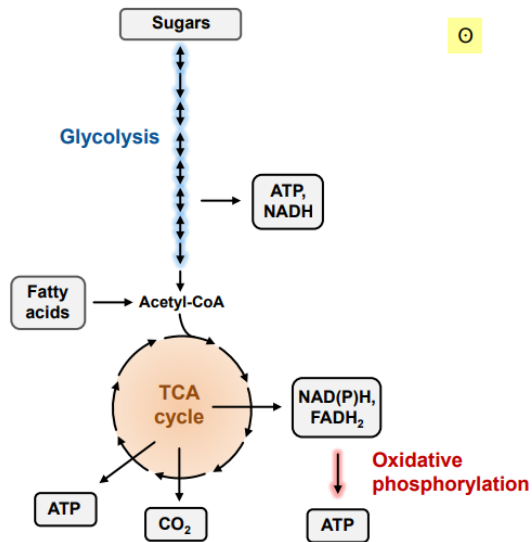 Sugars
ʘ
Glycolysis
ATP,
NADH
Fatty
acids
Acetyl-CoA
TCA
cycle
NAD(P)H,
FADH₂
Oxidative
phosphorylation
ATP
CO₂
ATP